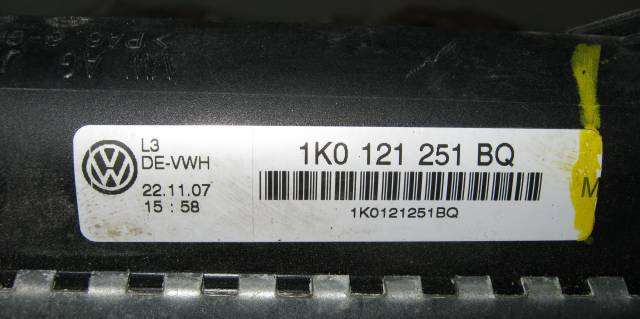 L3
DE-VWH
22.11.07
15 : 58
1K0 121 251 BQ
1K0121251BQ